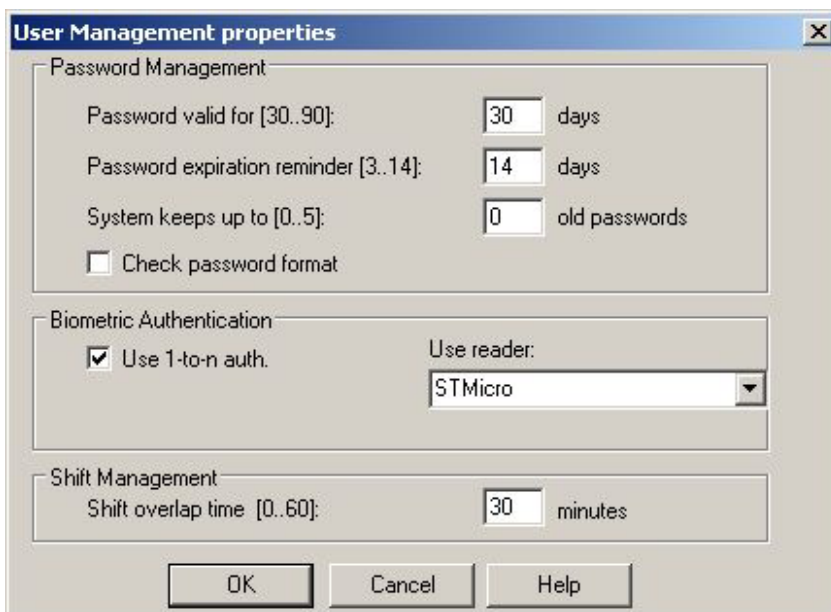 User Management properties
Password Management
Password valid for [30..90]: 30 days
Password expiration reminder [3..14]: 14 days
System keeps up to [0..5]: 0 old passwords
Check password format
Biometric Authentication
Use 1-to-n auth.
Use reader:
STMicro
Shift Management
Shift overlap time [0..60]: 30 minutes
OK Cancel Help